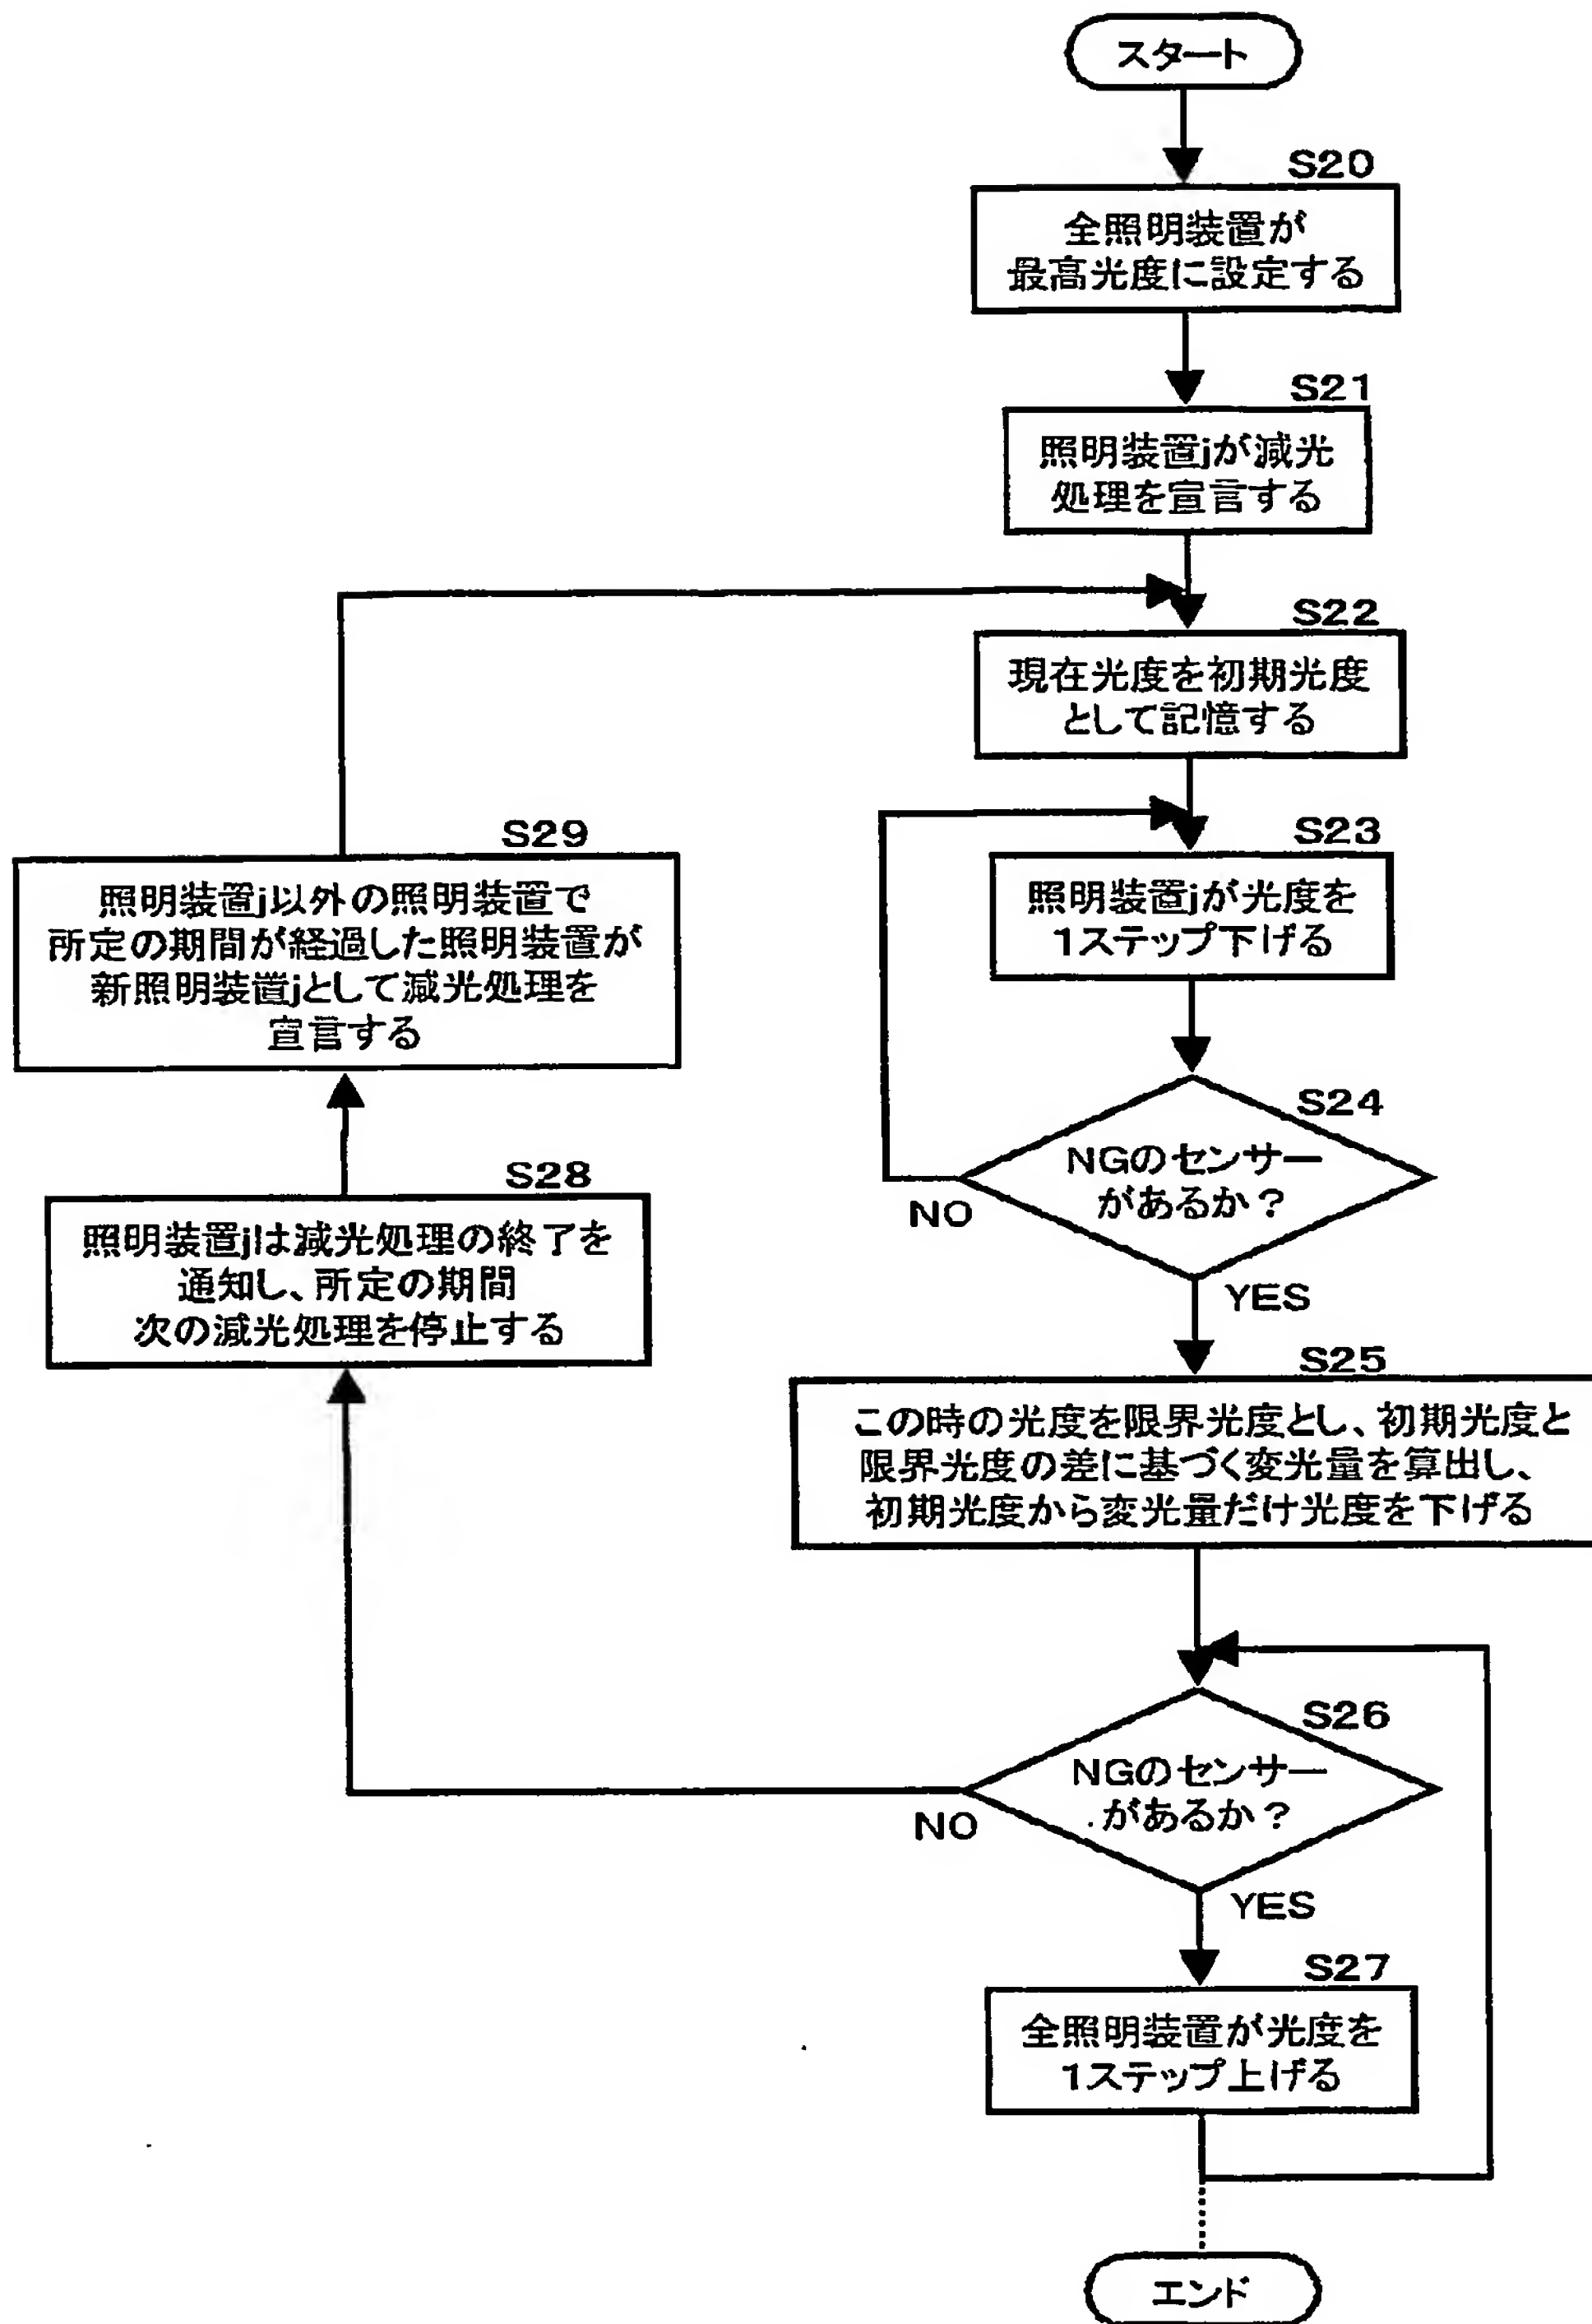 スタート
S20
全照明装置が
最高光度に設定する
S21
照明装置jが減光
処理を宣言する
S22
現在光度を初期光度
として記憶する
S23
照明装置jが光度を
1ステップ下げる
S24
NGのセンサー
があるか？
NO
YES
S25
この時の光度を限界光度とし、初期光度と
限界光度の差に基づく変光量を算出し、
初期光度から変光量だけ光度を下げる
S26
NGのセンサー
があるか？
NO
YES
S27
全照明装置が光度を
1ステップ上げる
エンド
S28
照明装置jは減光処理の終了を
通知し、所定の期間
次の減光処理を停止する
S29
照明装置j以外の照明装置で
所定の期間が経過した照明装置が
新照明装置jとして減光処理を
宣言する